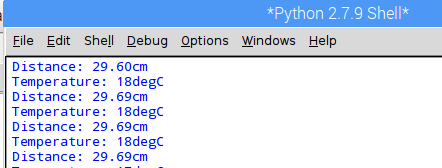 *Python 2.7.9 Shell*
File Edit Shell Debug Options Windows Help
Distance: 29.60cm
Temperature: 18degC
Distance: 29.69cm
Temperature: 18degC
Distance: 29.69cm
Temperature: 18degC
Distance: 29.69cm